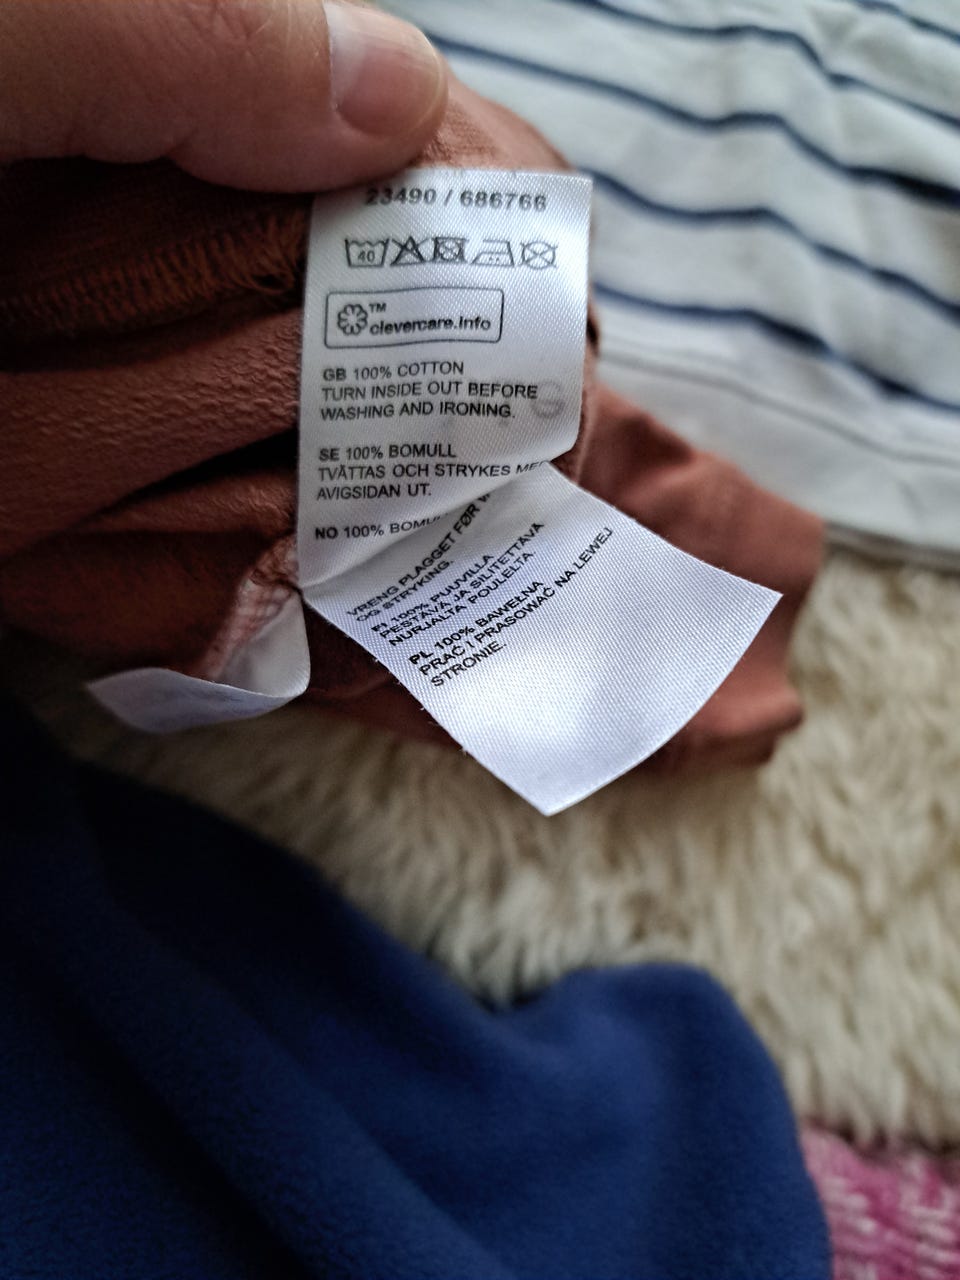 23490 / 686766
40
TM
clevercare.info
GB 100% COTTON
TURN INSIDE OUT BEFORE
WASHING AND IRONING.
SE 100% BOMULL
TVÄTTAS OCH STRYKES
AVIGSIDAN UT.
NO 100%
VRENG PLAGGET FØR
OG STRYKING.
FI 100% PUUVILLA
PESTÄVÄ JA SILITETTÄVÄ
NURJALTA PUOLELTA
PL 100% BAWEŁNA
PRAĆ I PRASOWAĆ NA LEWEJ
STRONIE.